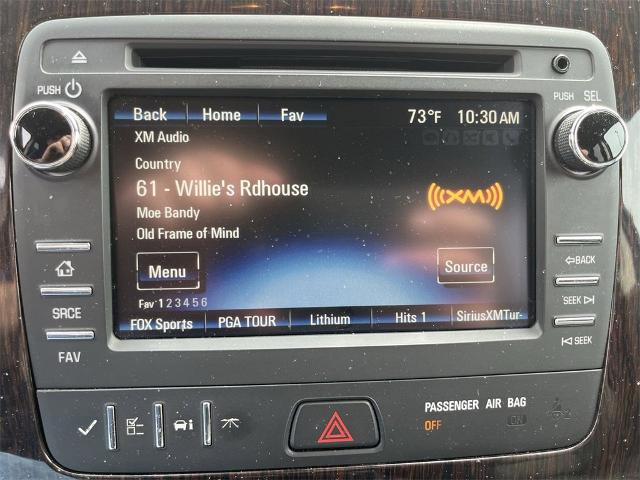 PUSH
PUSH SEL
Back Home Fav 73°F 10:30 AM
XM Audio
Country
61 - Willie's Rdhouse
Moe Bandy
Old Frame of Mind
((XM))
Menu
Source
Fav 1 2 3 4 5 6
FOX Sports PGA TOUR Lithium Hits 1 SiriusXMTur-
SRCE
FAV
BACK
SEEK
SEEK
PASSENGER AIR BAG
OFF ON